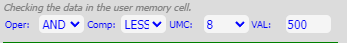 Checking the data in the user memory cell.
Oper: AND Comp: LESS UMC: 8 VAL: 500